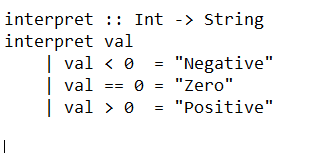 interpret :: Int -> String
interpret val
    | val < 0  = "Negative"
    | val == 0 = "Zero"
    | val > 0  = "Positive"